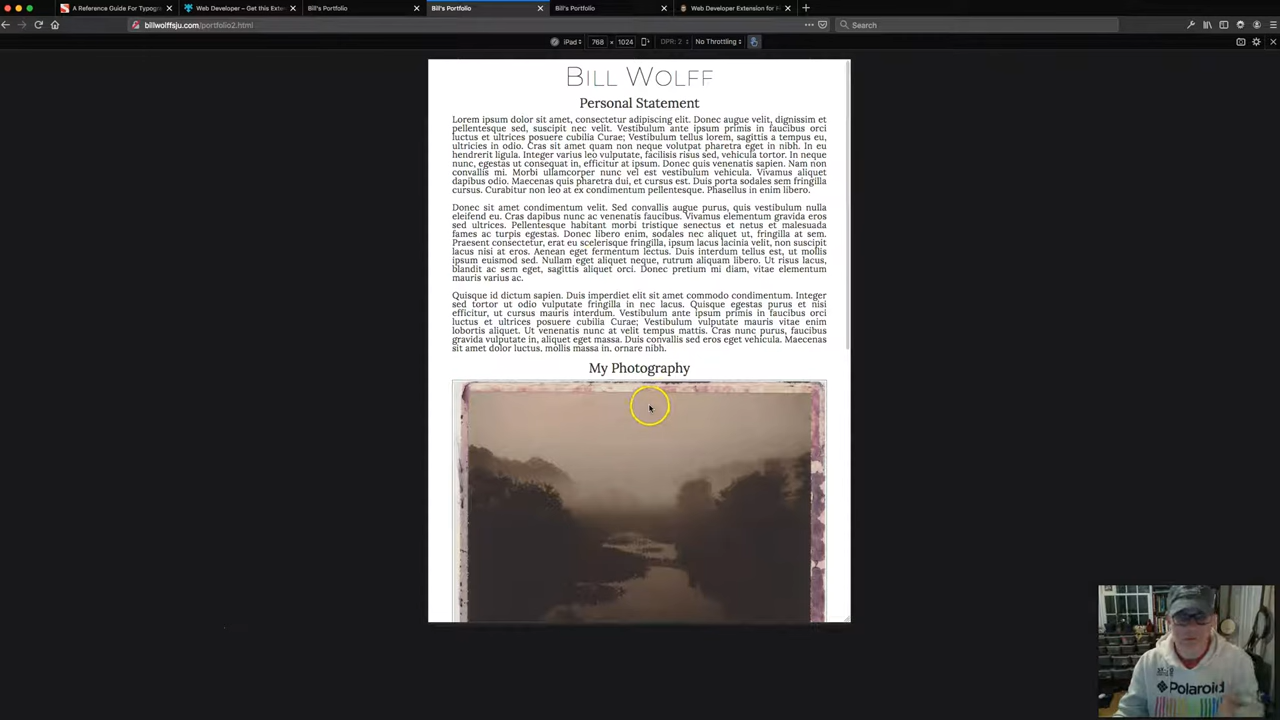 A Reference Guide For Typogr
Web Developer – Get this Exte
Bill's Portfolio
Bill's Portfolio
Bill's Portfolio
Web Developer Extension for F
billwolffsju.com/portfolio2.html
Search
iPad
768 × 1024
DPR: 2
No Throttling
BILL WOLFF
Personal Statement
Lorem ipsum dolor sit amet, consectetur adipiscing elit. Donec augue velit, dignissim et
pellentesque sed, suscipit nec velit. Vestibulum ante ipsum primis in faucibus orci
luctus et ultrices posuere cubilia Curae; Vestibulum tellus lorem, sagittis a tempus eu,
ultricies in odio. Cras sit amet quam non neque volutpat pharetra eget in nibh. In eu
hendrerit ligula. Integer varius leo vulputate, facilisis risus sed, vehicula tortor. In neque
nunc, egestas ut consequat in, efficitur at ipsum. Donec quis venenatis sapien. Nam non
convallis mi. Morbi ullamcorper nunc vel est vestibulum vehicula. Vivamus aliquet
dapibus odio. Maecenas quis pharetra dui, et cursus est. Duis porta sodales sem fringilla
cursus. Curabitur non leo at ex condimentum pellentesque. Phasellus in enim libero.
Donec sit amet condimentum velit. Sed convallis augue purus, quis vestibulum nulla
eleifend eu. Cras dapibus nunc ac venenatis faucibus. Vivamus elementum gravida eros
sed ultrices. Pellentesque habitant morbi tristique senectus et netus et malesuada
fames ac turpis egestas. Donec libero enim, sodales nec aliquet ut, fringilla at sem.
Praesent consectetur, erat eu scelerisque fringilla, ipsum lacus lacinia velit, non suscipit
lacus nisi at eros. Aenean eget fermentum lectus. Duis interdum tellus est, ut mollis
ipsum euismod sed. Nullam eget aliquet neque, rutrum aliquam libero. Ut risus lacus,
blandit ac sem eget, sagittis aliquet orci. Donec pretium mi diam, vitae elementum
mauris varius ac.
Quisque id dictum sapien. Duis imperdiet elit sit amet commodo condimentum. Integer
sed tortor ut odio vulputate fringilla in nec lacus. Quisque egestas purus et nisi
efficitur, ut cursus mauris interdum. Vestibulum ante ipsum primis in faucibus orci
luctus et ultrices posuere cubilia Curae; Vestibulum vulputate mauris vitae enim
lobortis aliquet. Ut venenatis nunc at velit tempus mattis. Cras nunc purus, faucibus
gravida vulputate in, aliquet eget massa. Duis convallis sed eros eget vehicula. Maecenas
sit amet dolor luctus, mollis massa in, ornare nibh.
My Photography
Polaroid